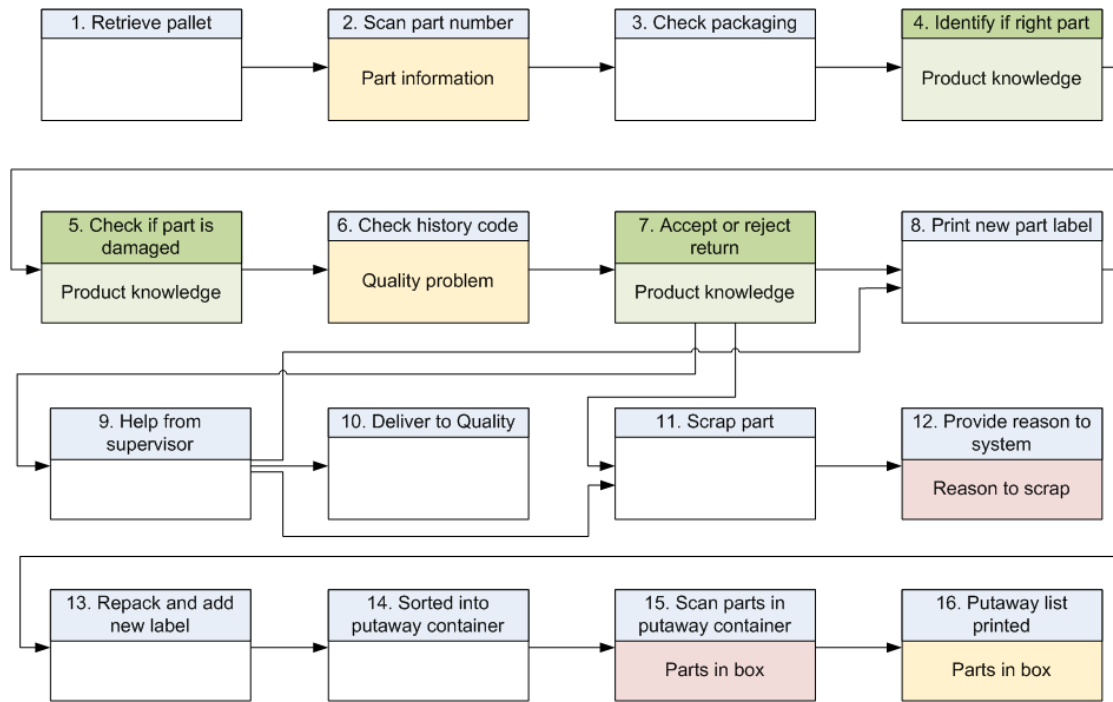 1. Retrieve pallet
2. Scan part number
Part information
3. Check packaging
4. Identify if right part
Product knowledge
5. Check if part is
damaged
Product knowledge
6. Check history code
Quality problem
7. Accept or reject
return
Product knowledge
8. Print new part label
9. Help from
supervisor
10. Deliver to Quality
11. Scrap part
12. Provide reason to
system
Reason to scrap
13. Repack and add
new label
14. Sorted into
putaway container
15. Scan parts in
putaway container
Parts in box
16. Putaway list
printed
Parts in box